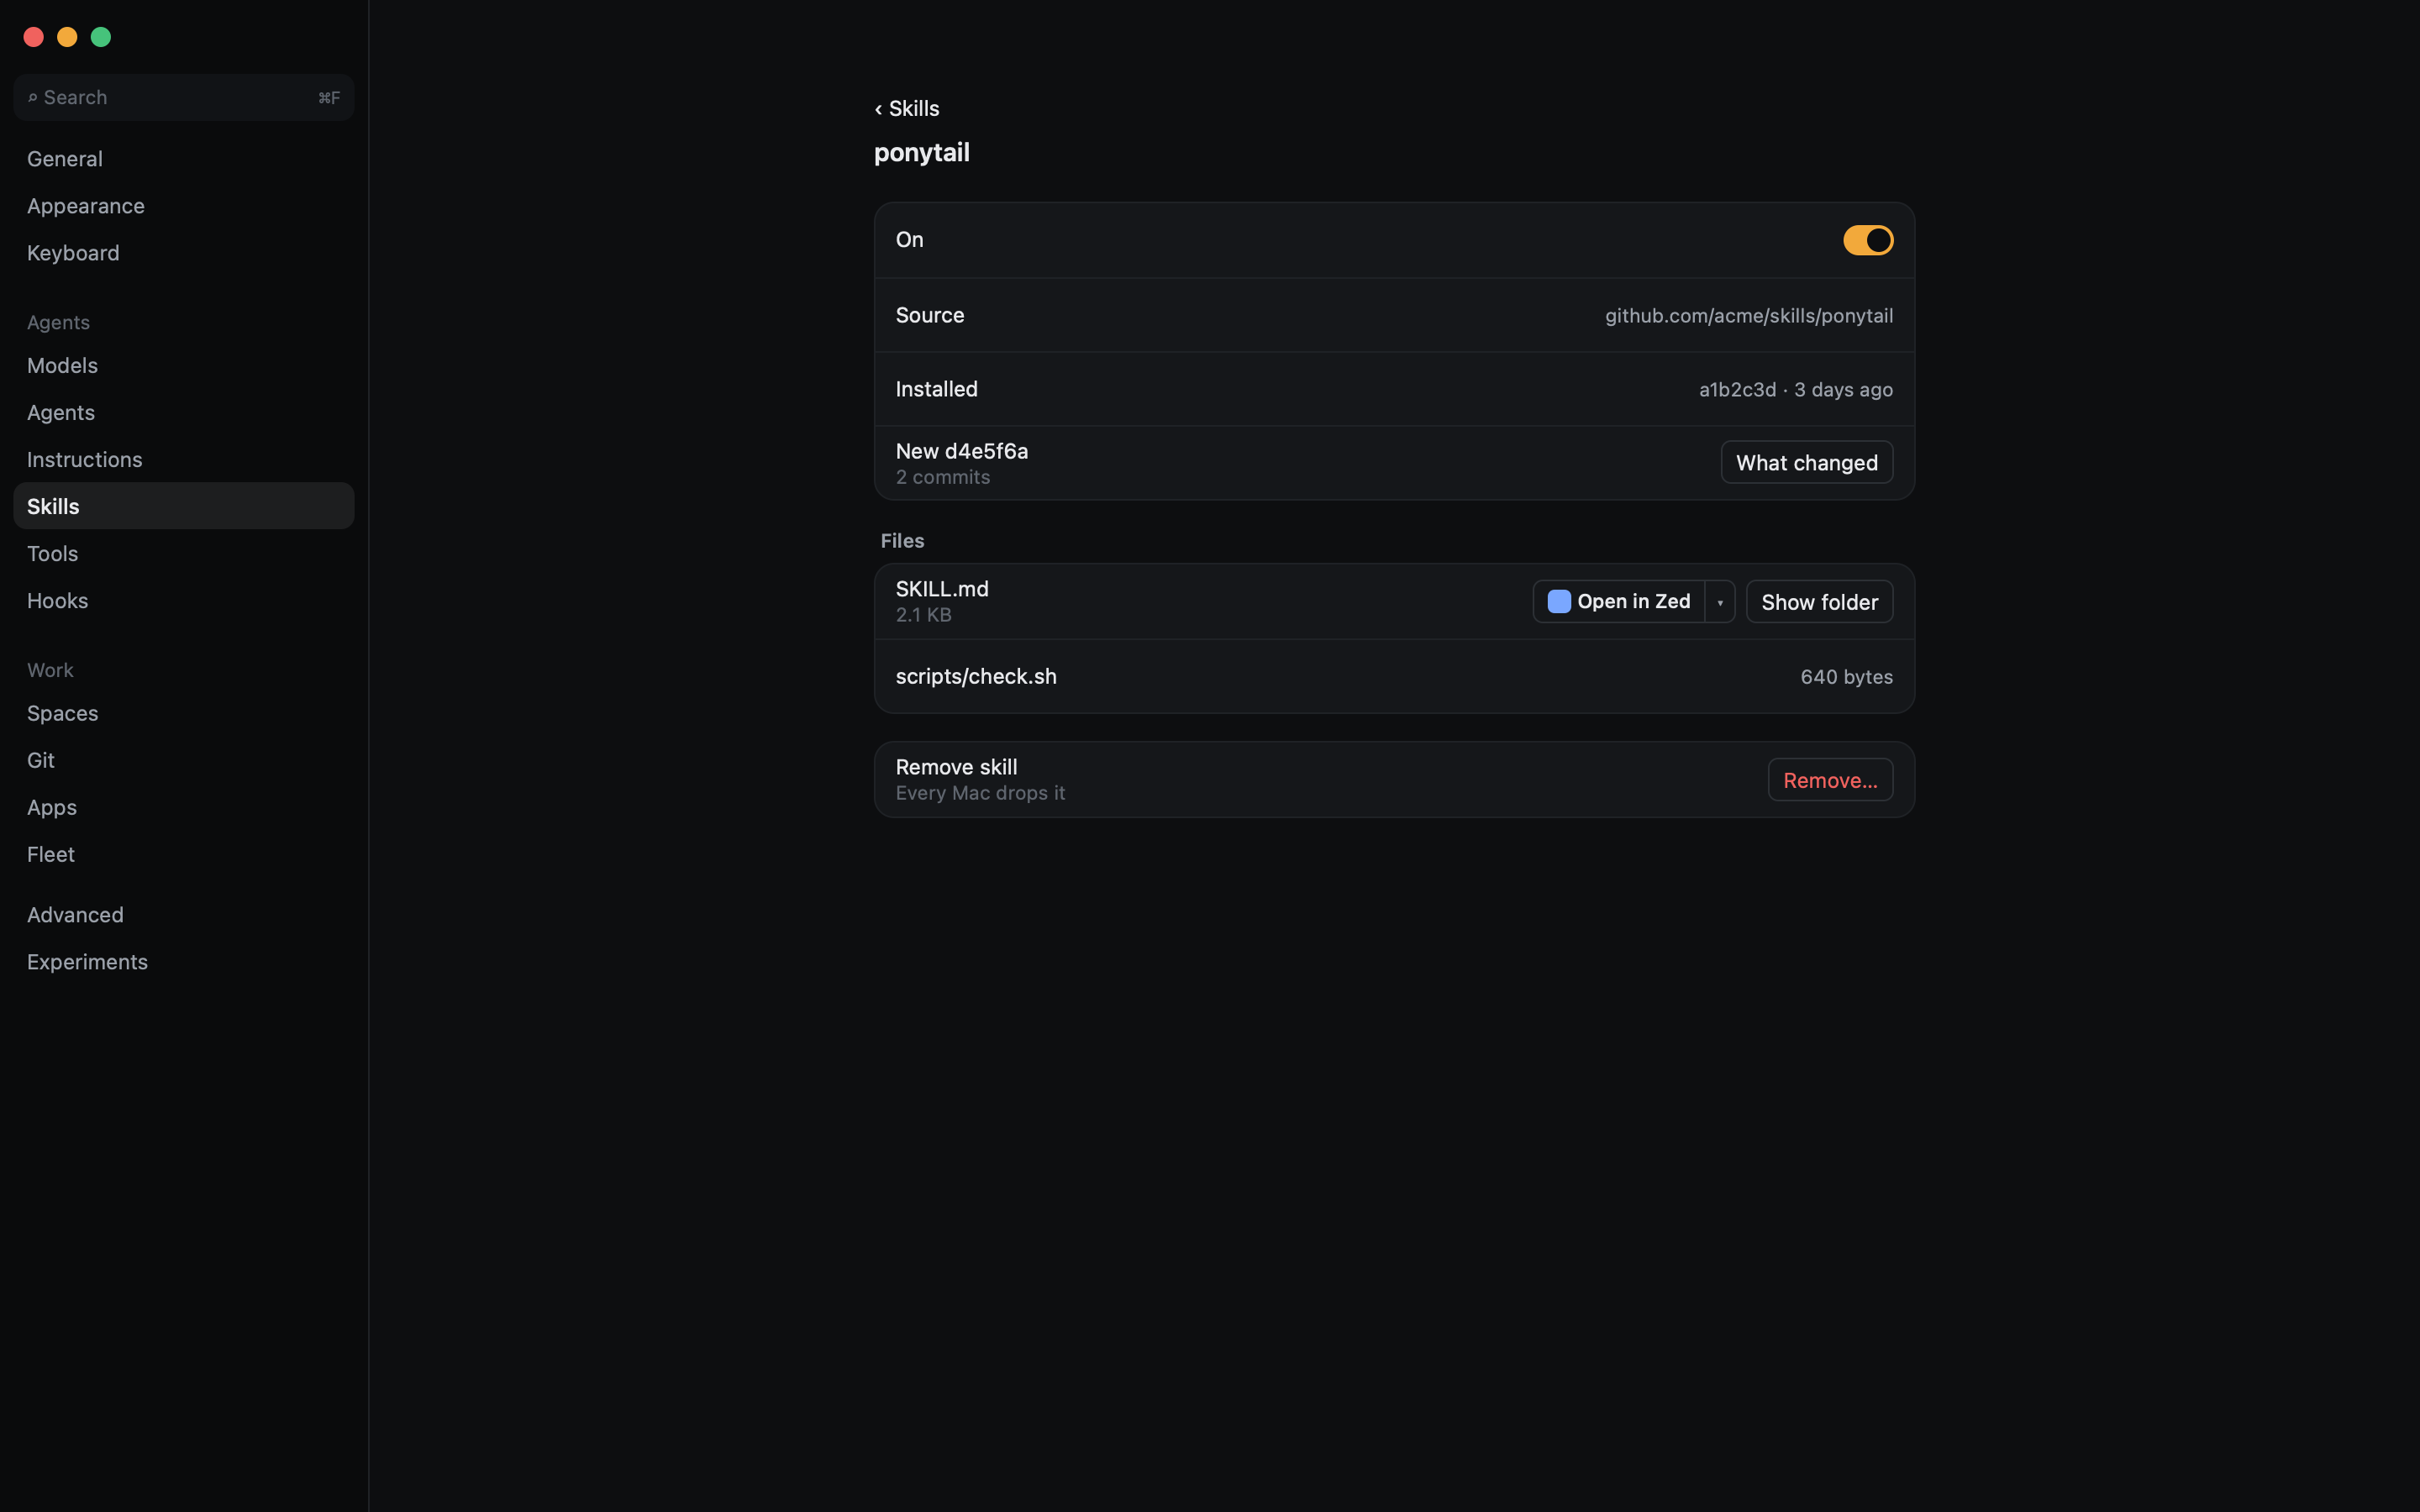 Search ⌘F
General
Appearance
Keyboard
Agents
Models
Agents
Instructions
Skills
Tools
Hooks
Work
Spaces
Git
Apps
Fleet
Advanced
Experiments
‹ Skills
ponytail
On
Source github.com/acme/skills/ponytail
Installed a1b2c3d · 3 days ago
New d4e5f6a
2 commits
What changed
Files
SKILL.md
2.1 KB
Open in Zed ▾ Show folder
scripts/check.sh 640 bytes
Remove skill
Every Mac drops it
Remove...